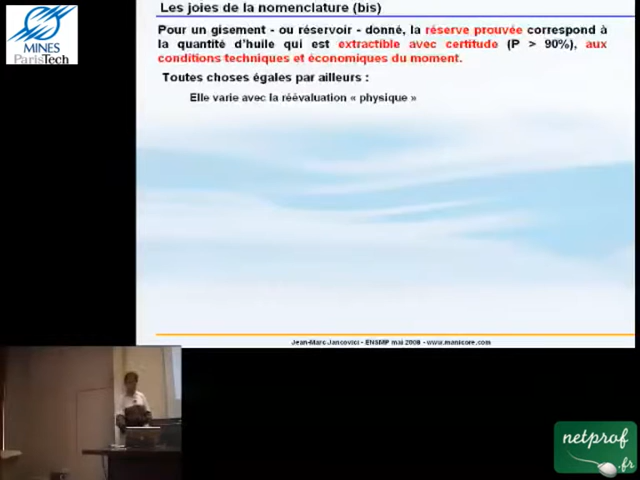 Les joies de la nomenclature (bis)
MINES
ParisTech
Pour un gisement - ou réservoir - donné, la réserve prouvée correspond à
la quantité d'huile qui est extractible avec certitude (P > 90%), aux
conditions techniques et économiques du moment.
Toutes choses égales par ailleurs :
Elle varie avec la réévaluation « physique »
Jean-Marc Jancovici - ENSMP mai 2008 - www.manicore.com
netprof
.fr